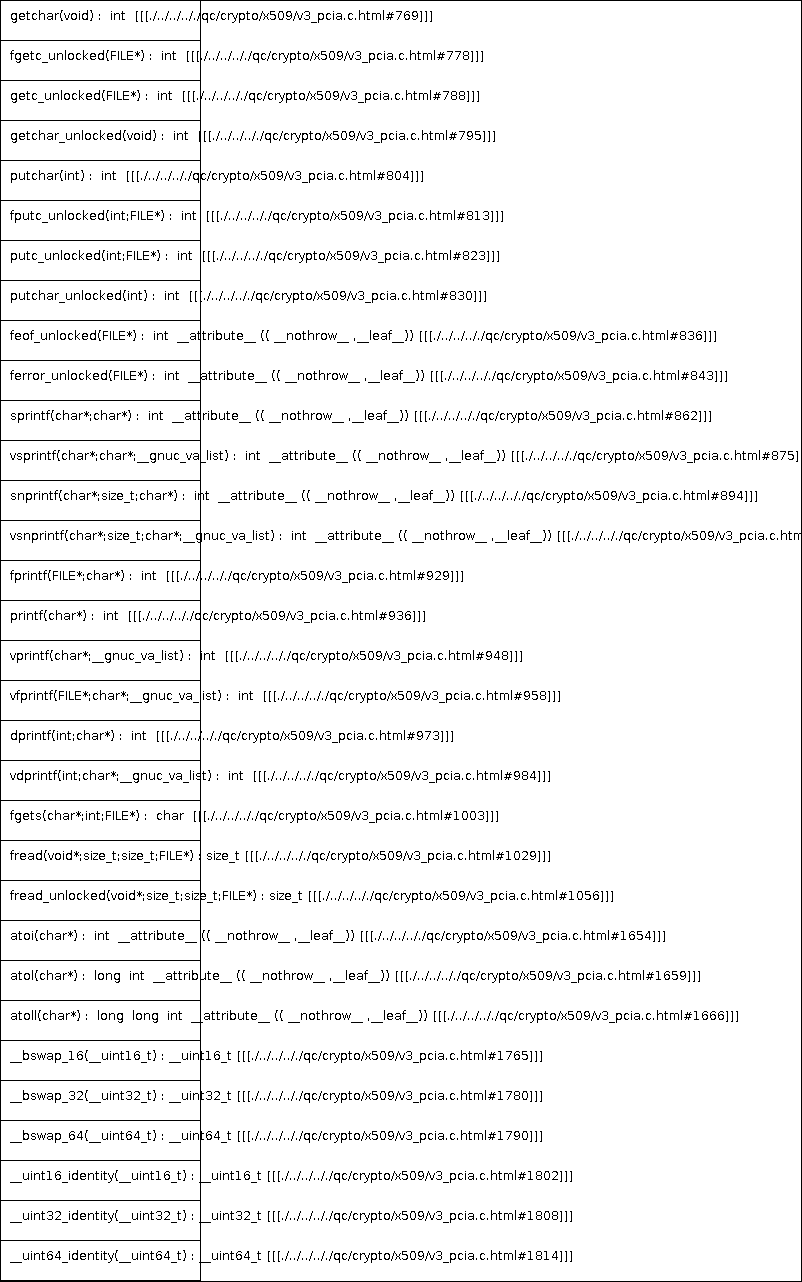 getchar(void) :  int  [[[./../../../../qc/crypto/x509/v3_pcia.c.html#769]]]
fgetc_unlocked(FILE*) :  int  [[[./../../../../qc/crypto/x509/v3_pcia.c.html#778]]]
getc_unlocked(FILE*) :  int  [[[./../../../../qc/crypto/x509/v3_pcia.c.html#788]]]
getchar_unlocked(void) :  int  [[[./../../../../qc/crypto/x509/v3_pcia.c.html#795]]]
putchar(int) :  int  [[[./../../../../qc/crypto/x509/v3_pcia.c.html#804]]]
fputc_unlocked(int;FILE*) :  int  [[[./../../../../qc/crypto/x509/v3_pcia.c.html#813]]]
putc_unlocked(int;FILE*) :  int  [[[./../../../../qc/crypto/x509/v3_pcia.c.html#823]]]
putchar_unlocked(int) :  int  [[[./../../../../qc/crypto/x509/v3_pcia.c.html#830]]]
feof_unlocked(FILE*) :  int  __attribute__ (( __nothrow__ ,__leaf__)) [[[./../../../../qc/crypto/x509/v3_pcia.c.html#836]]]
ferror_unlocked(FILE*) :  int  __attribute__ (( __nothrow__ ,__leaf__)) [[[./../../../../qc/crypto/x509/v3_pcia.c.html#843]]]
sprintf(char*;char*) :  int  __attribute__ (( __nothrow__ ,__leaf__)) [[[./../../../../qc/crypto/x509/v3_pcia.c.html#862]]]
vsprintf(char*;char*;__gnuc_va_list) :  int  __attribute__ (( __nothrow__ ,__leaf__)) [[[./../../../../qc/crypto/x509/v3_pcia.c.html#875]
snprintf(char*;size_t;char*) :  int  __attribute__ (( __nothrow__ ,__leaf__)) [[[./../../../../qc/crypto/x509/v3_pcia.c.html#894]]]
vsnprintf(char*;size_t;char*;__gnuc_va_list) :  int  __attribute__ (( __nothrow__ ,__leaf__)) [[[./../../../../qc/crypto/x509/v3_pcia.c.htm
fprintf(FILE*;char*) :  int  [[[./../../../../qc/crypto/x509/v3_pcia.c.html#929]]]
printf(char*) :  int  [[[./../../../../qc/crypto/x509/v3_pcia.c.html#936]]]
vprintf(char*;__gnuc_va_list) :  int  [[[./../../../../qc/crypto/x509/v3_pcia.c.html#948]]]
vfprintf(FILE*;char*;__gnuc_va_list) :  int  [[[./../../../../qc/crypto/x509/v3_pcia.c.html#958]]]
dprintf(int;char*) :  int  [[[./../../../../qc/crypto/x509/v3_pcia.c.html#973]]]
vdprintf(int;char*;__gnuc_va_list) :  int  [[[./../../../../qc/crypto/x509/v3_pcia.c.html#984]]]
fgets(char*;int;FILE*) :  char  [[[./../../../../qc/crypto/x509/v3_pcia.c.html#1003]]]
fread(void*;size_t;size_t;FILE*) : size_t [[[./../../../../qc/crypto/x509/v3_pcia.c.html#1029]]]
fread_unlocked(void*;size_t;size_t;FILE*) : size_t [[[./../../../../qc/crypto/x509/v3_pcia.c.html#1056]]]
atoi(char*) :  int  __attribute__ (( __nothrow__ ,__leaf__)) [[[./../../../../qc/crypto/x509/v3_pcia.c.html#1654]]]
atol(char*) :  long  int  __attribute__ (( __nothrow__ ,__leaf__)) [[[./../../../../qc/crypto/x509/v3_pcia.c.html#1659]]]
atoll(char*) :  long  long  int  __attribute__ (( __nothrow__ ,__leaf__)) [[[./../../../../qc/crypto/x509/v3_pcia.c.html#1666]]]
__bswap_16(__uint16_t) : __uint16_t [[[./../../../../qc/crypto/x509/v3_pcia.c.html#1765]]]
__bswap_32(__uint32_t) : __uint32_t [[[./../../../../qc/crypto/x509/v3_pcia.c.html#1780]]]
__bswap_64(__uint64_t) : __uint64_t [[[./../../../../qc/crypto/x509/v3_pcia.c.html#1790]]]
__uint16_identity(__uint16_t) : __uint16_t [[[./../../../../qc/crypto/x509/v3_pcia.c.html#1802]]]
__uint32_identity(__uint32_t) : __uint32_t [[[./../../../../qc/crypto/x509/v3_pcia.c.html#1808]]]
__uint64_identity(__uint64_t) : __uint64_t [[[./../../../../qc/crypto/x509/v3_pcia.c.html#1814]]]